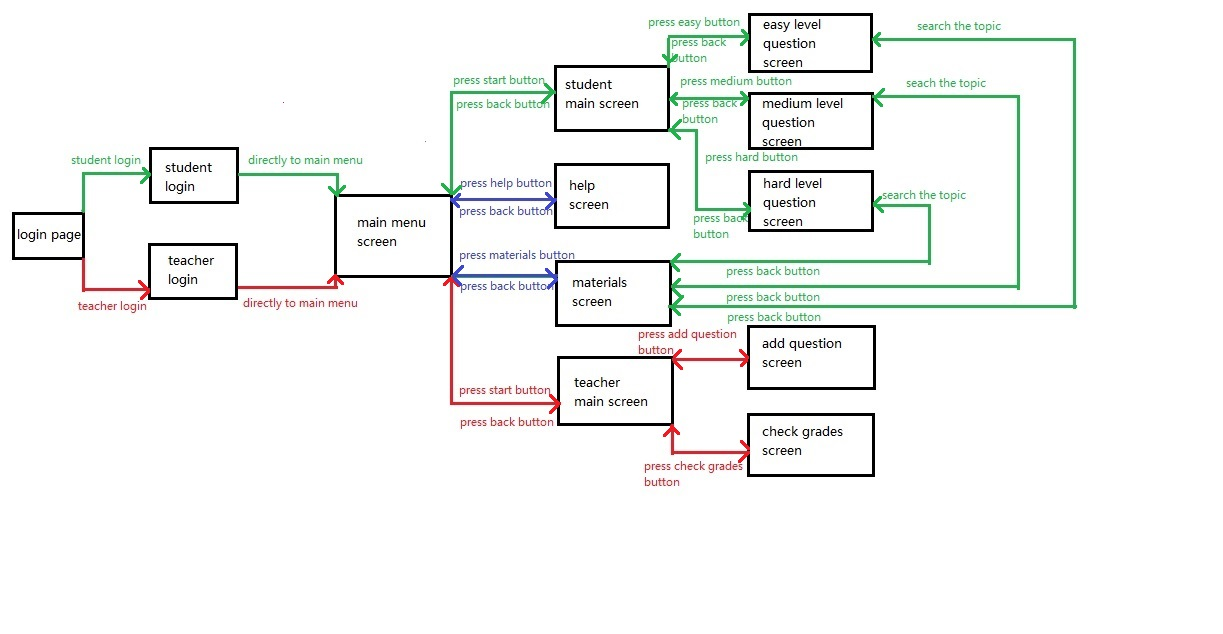 press easy button
easy level
question
screen
search the topic
press back
button
press start button
press back button
student
main screen
press medium button
press back
button
medium level
question
screen
seach the topic
press hard button
student login
student
login
directly to main menu
press help button
press back button
help
screen
hard level
question
screen
search the topic
press back
button
login page
main menu
screen
teacher
login
teacher login
directly to main menu
press materials button
press back button
materials
screen
press back button
press back button
press back button
press add question
button
add question
screen
press start button
press back button
teacher
main screen
check grades
screen
press check grades
button